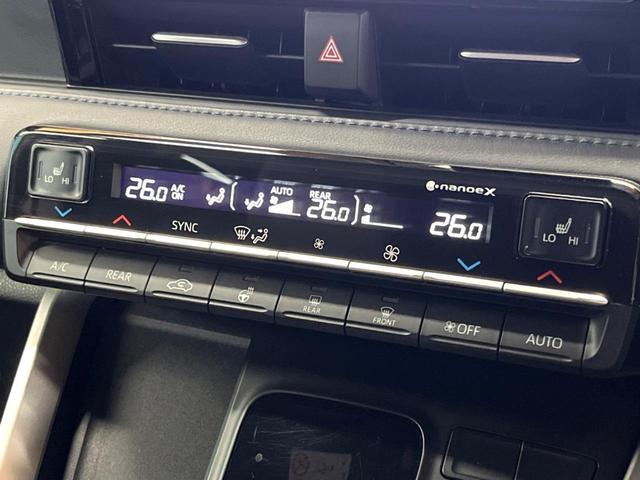 LO HI
26.0 A/C ON AUTO REAR 26.0 nanoeX 26.0
LO HI
SYNC
A/C REAR REAR FRONT OFF AUTO